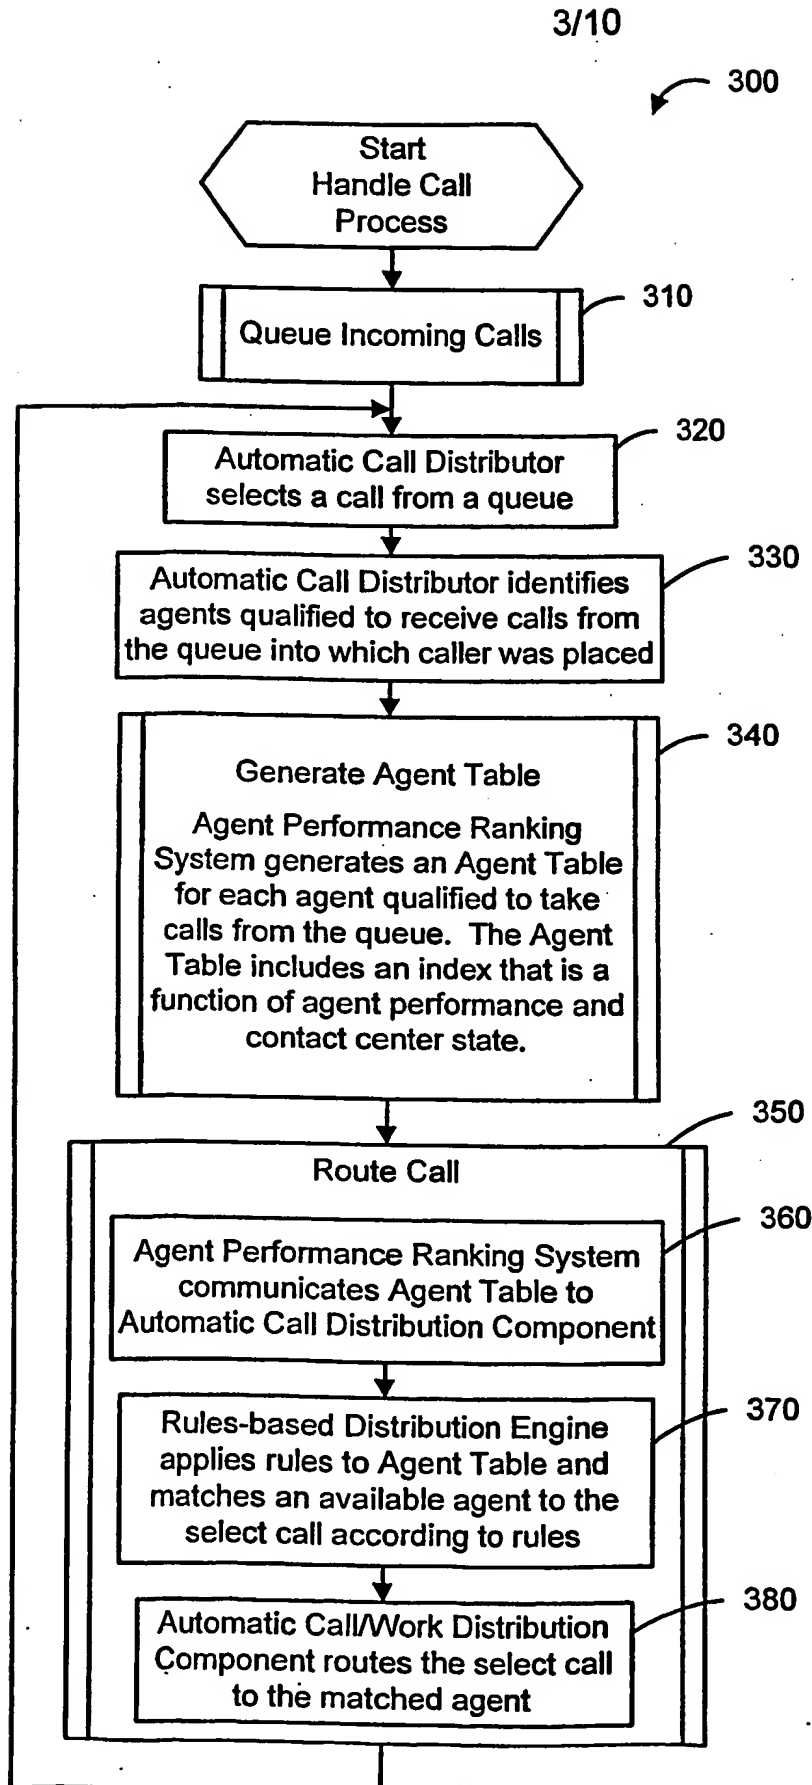 3/10
300
Start
Handle Call
Process
310
Queue Incoming Calls
320
Automatic Call Distributor
selects a call from a queue
330
Automatic Call Distributor identifies
agents qualified to receive calls from
the queue into which caller was placed
340
Generate Agent Table
Agent Performance Ranking
System generates an Agent Table
for each agent qualified to take
calls from the queue. The Agent
Table includes an index that is a
function of agent performance and
contact center state.
350
Route Call
360
Agent Performance Ranking System
communicates Agent Table to
Automatic Call Distribution Component
370
Rules-based Distribution Engine
applies rules to Agent Table and
matches an available agent to the
select call according to rules
380
Automatic Call/Work Distribution
Component routes the select call
to the matched agent